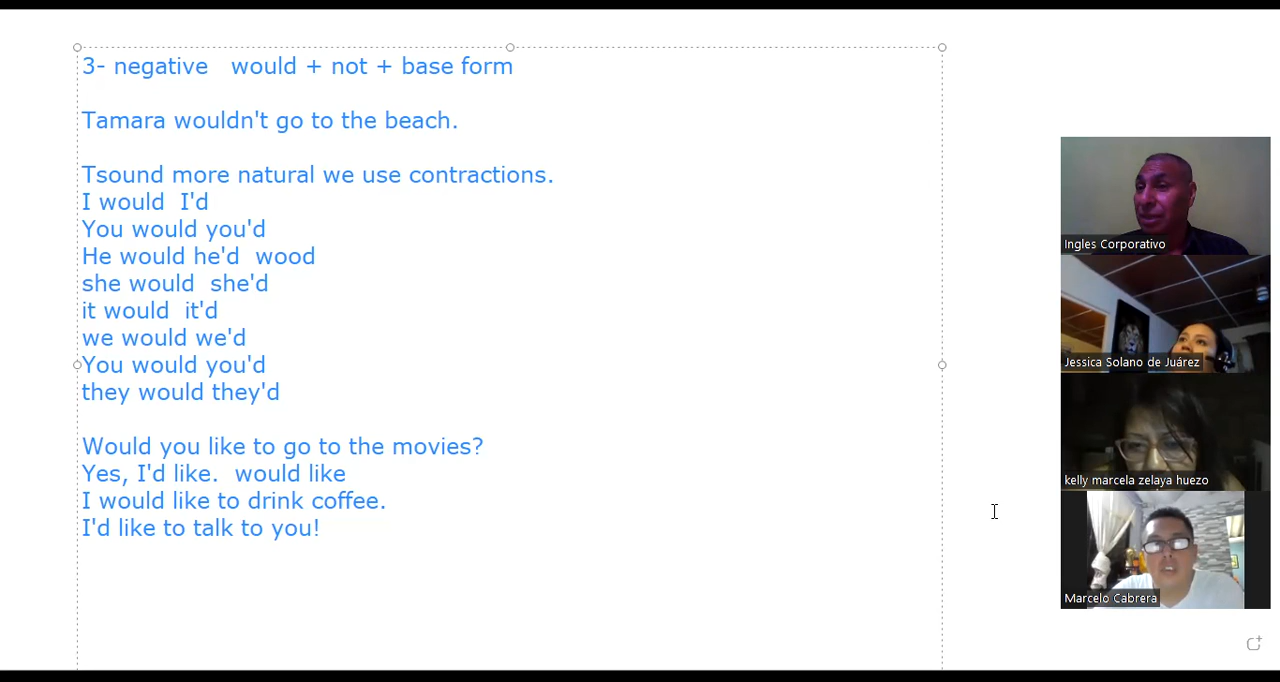 3- negative   would + not + base form
Tamara wouldn't go to the beach.
Tsound more natural we use contractions.
I would  I'd
You would you'd
He would he'd  wood
she would  she'd
it would  it'd
we would we'd
You would you'd
they would they'd
Would you like to go to the movies?
Yes, I'd like.  would like
I would like to drink coffee.
I'd like to talk to you!
Ingles Corporativo
Jessica Solano de Juárez
kelly marcela zelaya huezo
Marcelo Cabrera